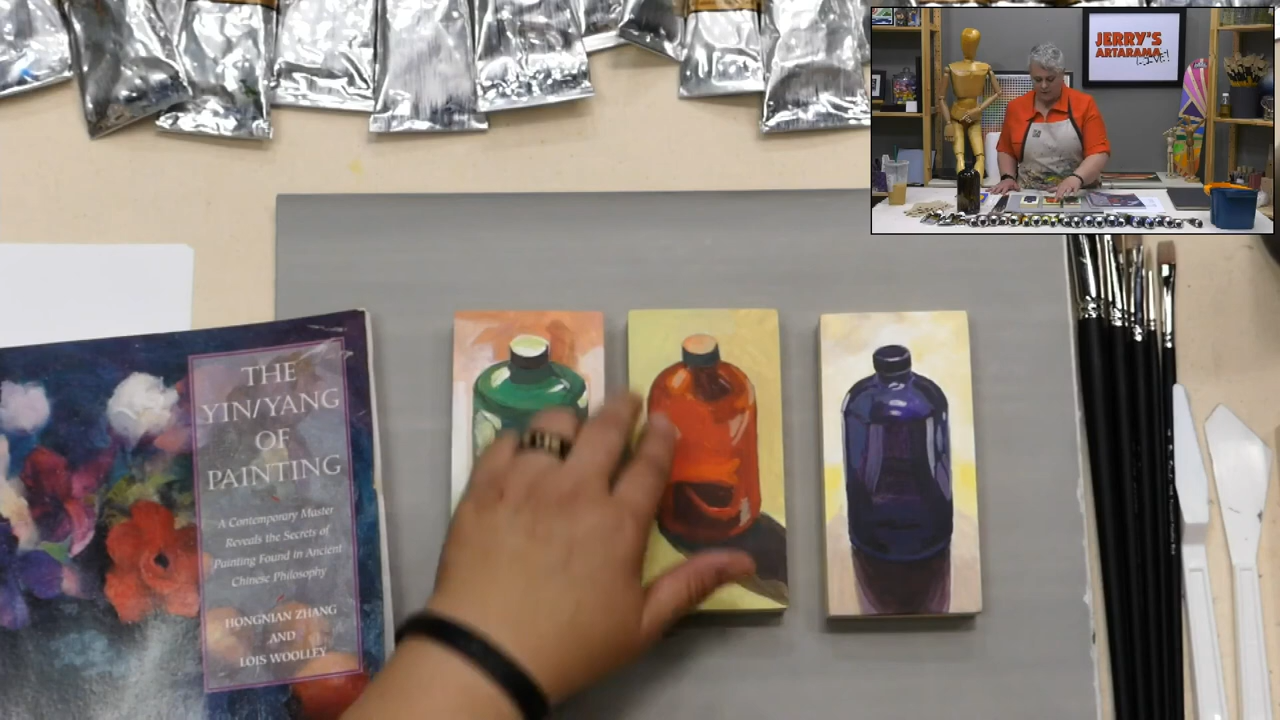 JERRY'S
ARTARAMA
LIVE!
THE
YIN/YANG
OF
PAINTING
A Contemporary Master
Reveals the Secrets of
Painting Found in Ancient
Chinese Philosophy
HONGNIAN ZHANG
AND
LOIS WOOLLEY